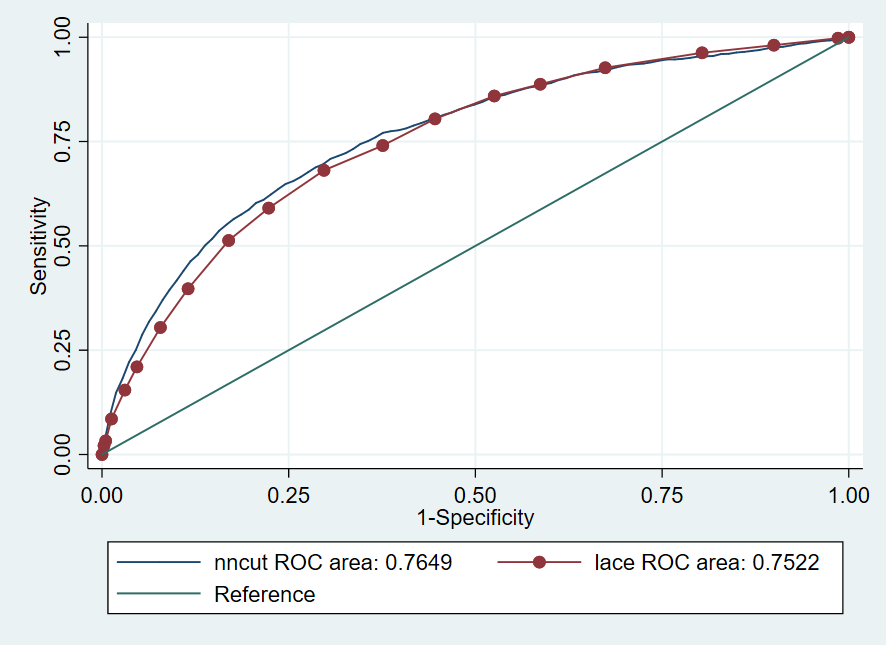 Sensitivity
1.00
0.75
0.50
0.25
0.00
0.00 0.25 0.50 0.75 1.00
1-Specificity
nncut ROC area: 0.7649 lace ROC area: 0.7522
Reference